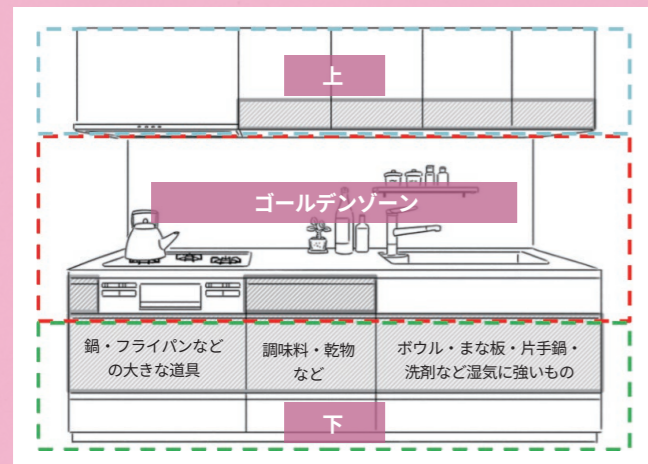 上
ゴールデンゾーン
鍋・フライパンなど
の大きな道具
調味料・乾物
など
ボウル・まな板・片手鍋・
洗剤など湿気に強いもの
下